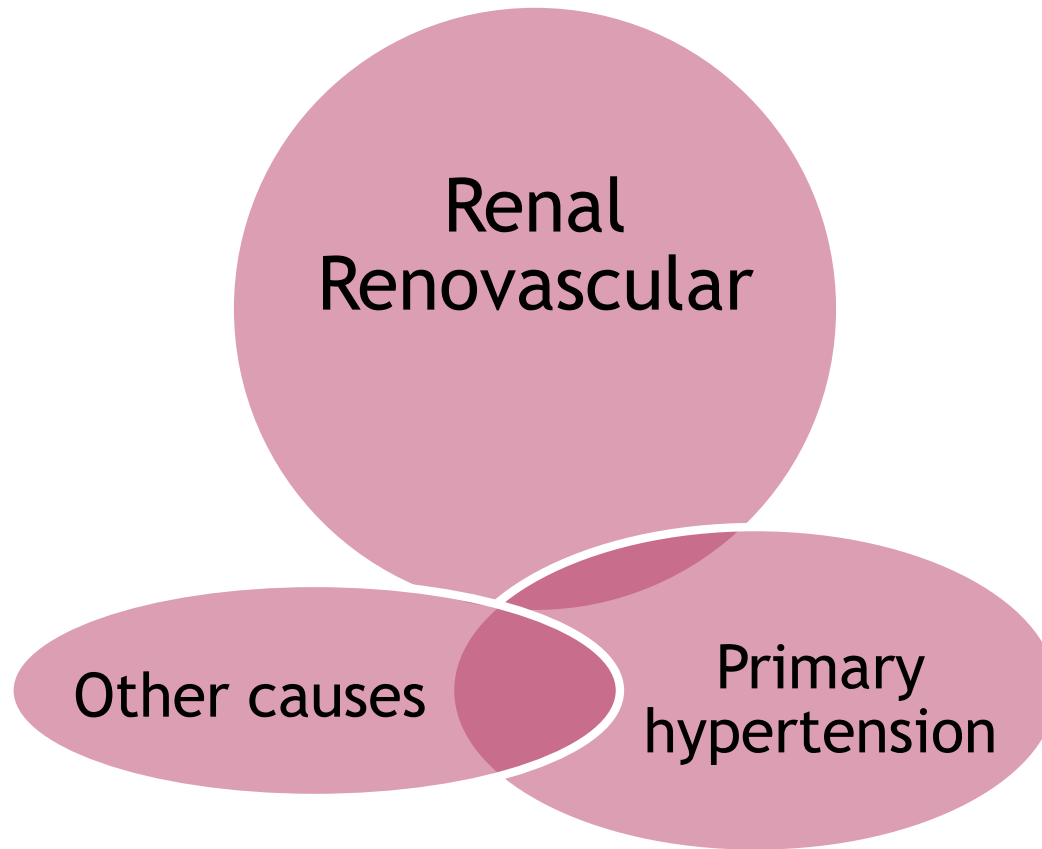 Renal
Renovascular
Other causes
Primary
hypertension